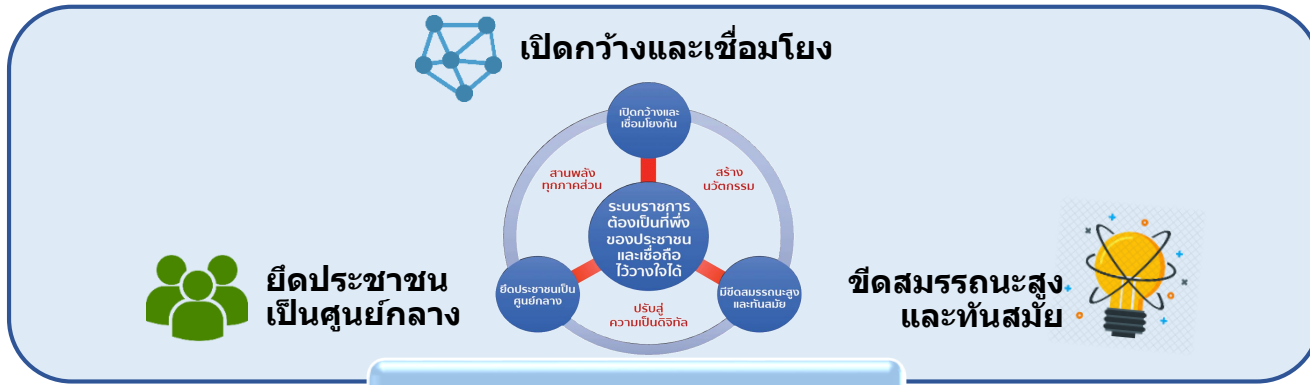 เปิดกว้างและเชื่อมโยง
เปิดกว้างและ
เชื่อมโยงกัน
สานพลัง
ทุกภาคส่วน
สร้าง
นวัตกรรม
ระบบราชการ
ต้องเป็นที่พึ่ง
ของประชาชน
และเชื่อถือ
ไว้วางใจได้
ยึดประชาชน
เป็นศูนย์กลาง
ยึดประชาชนเป็น
ศูนย์กลาง
มีขีดสมรรถนะสูง
และทันสมัย
ขีดสมรรถนะสูง
และทันสมัย
ปรับสู่
ความเป็นดิจิทัล